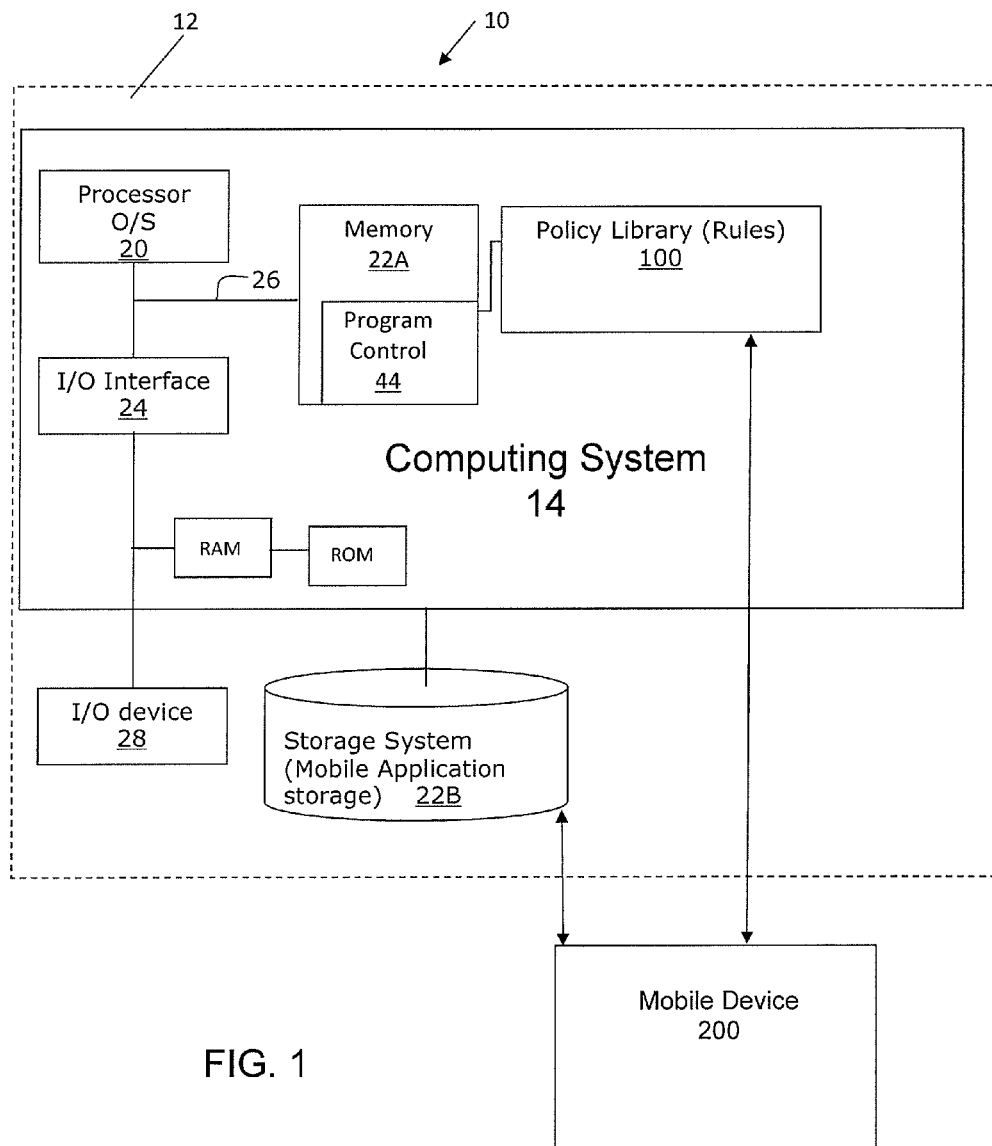 12
10
Processor
O/S
20
Memory
22A
Policy Library (Rules)
100
26
Program
Control
44
I/O Interface
24
Computing System
14
RAM
ROM
I/O device
28
Storage System
(Mobile Application
storage) 22B
Mobile Device
200
FIG. 1